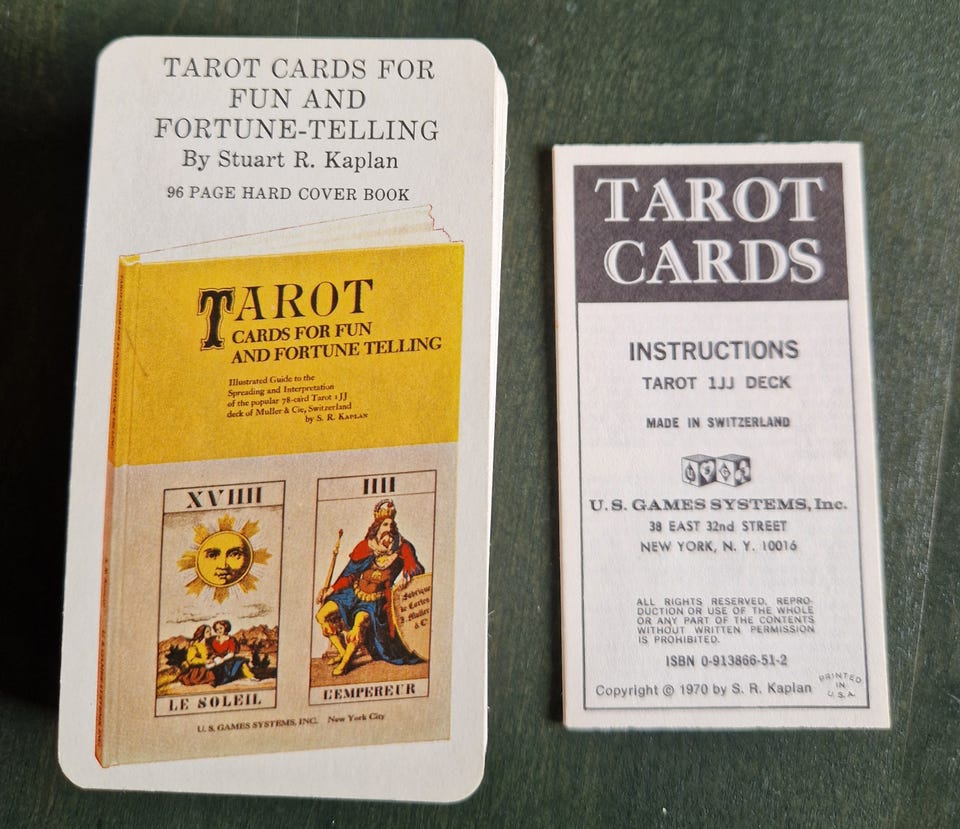 TAROT CARDS FOR
FUN AND
FORTUNE-TELLING
By Stuart R. Kaplan
96 PAGE HARD COVER BOOK
TAROT
CARDS FOR FUN
AND FORTUNE TELLING
Illustrated Guide to the
Spreading and Interpretation
of the popular 78-card Tarot 1JJ
deck of Muller & Cie, Switzerland
by S. R. KAPLAN
XVIIII
LE SOLEIL
IIII
Fabrique
de Cartes
J. Muller
& C
L'EMPEREUR
U. S. GAMES SYSTEMS, INC. New York City
TAROT
CARDS
INSTRUCTIONS
TAROT 1JJ DECK
MADE IN SWITZERLAND
U S G S
U. S. GAMES SYSTEMS, Inc.
38 EAST 32nd STREET
NEW YORK, N. Y. 10016
ALL RIGHTS RESERVED. REPRO-
DUCTION OR USE OF THE WHOLE
OR ANY PART OF THE CONTENTS
WITHOUT WRITTEN PERMISSION
IS PROHIBITED.
ISBN 0-913866-51-2
Copyright © 1970 by S. R. Kaplan
PRINTED
IN
U.S.A.